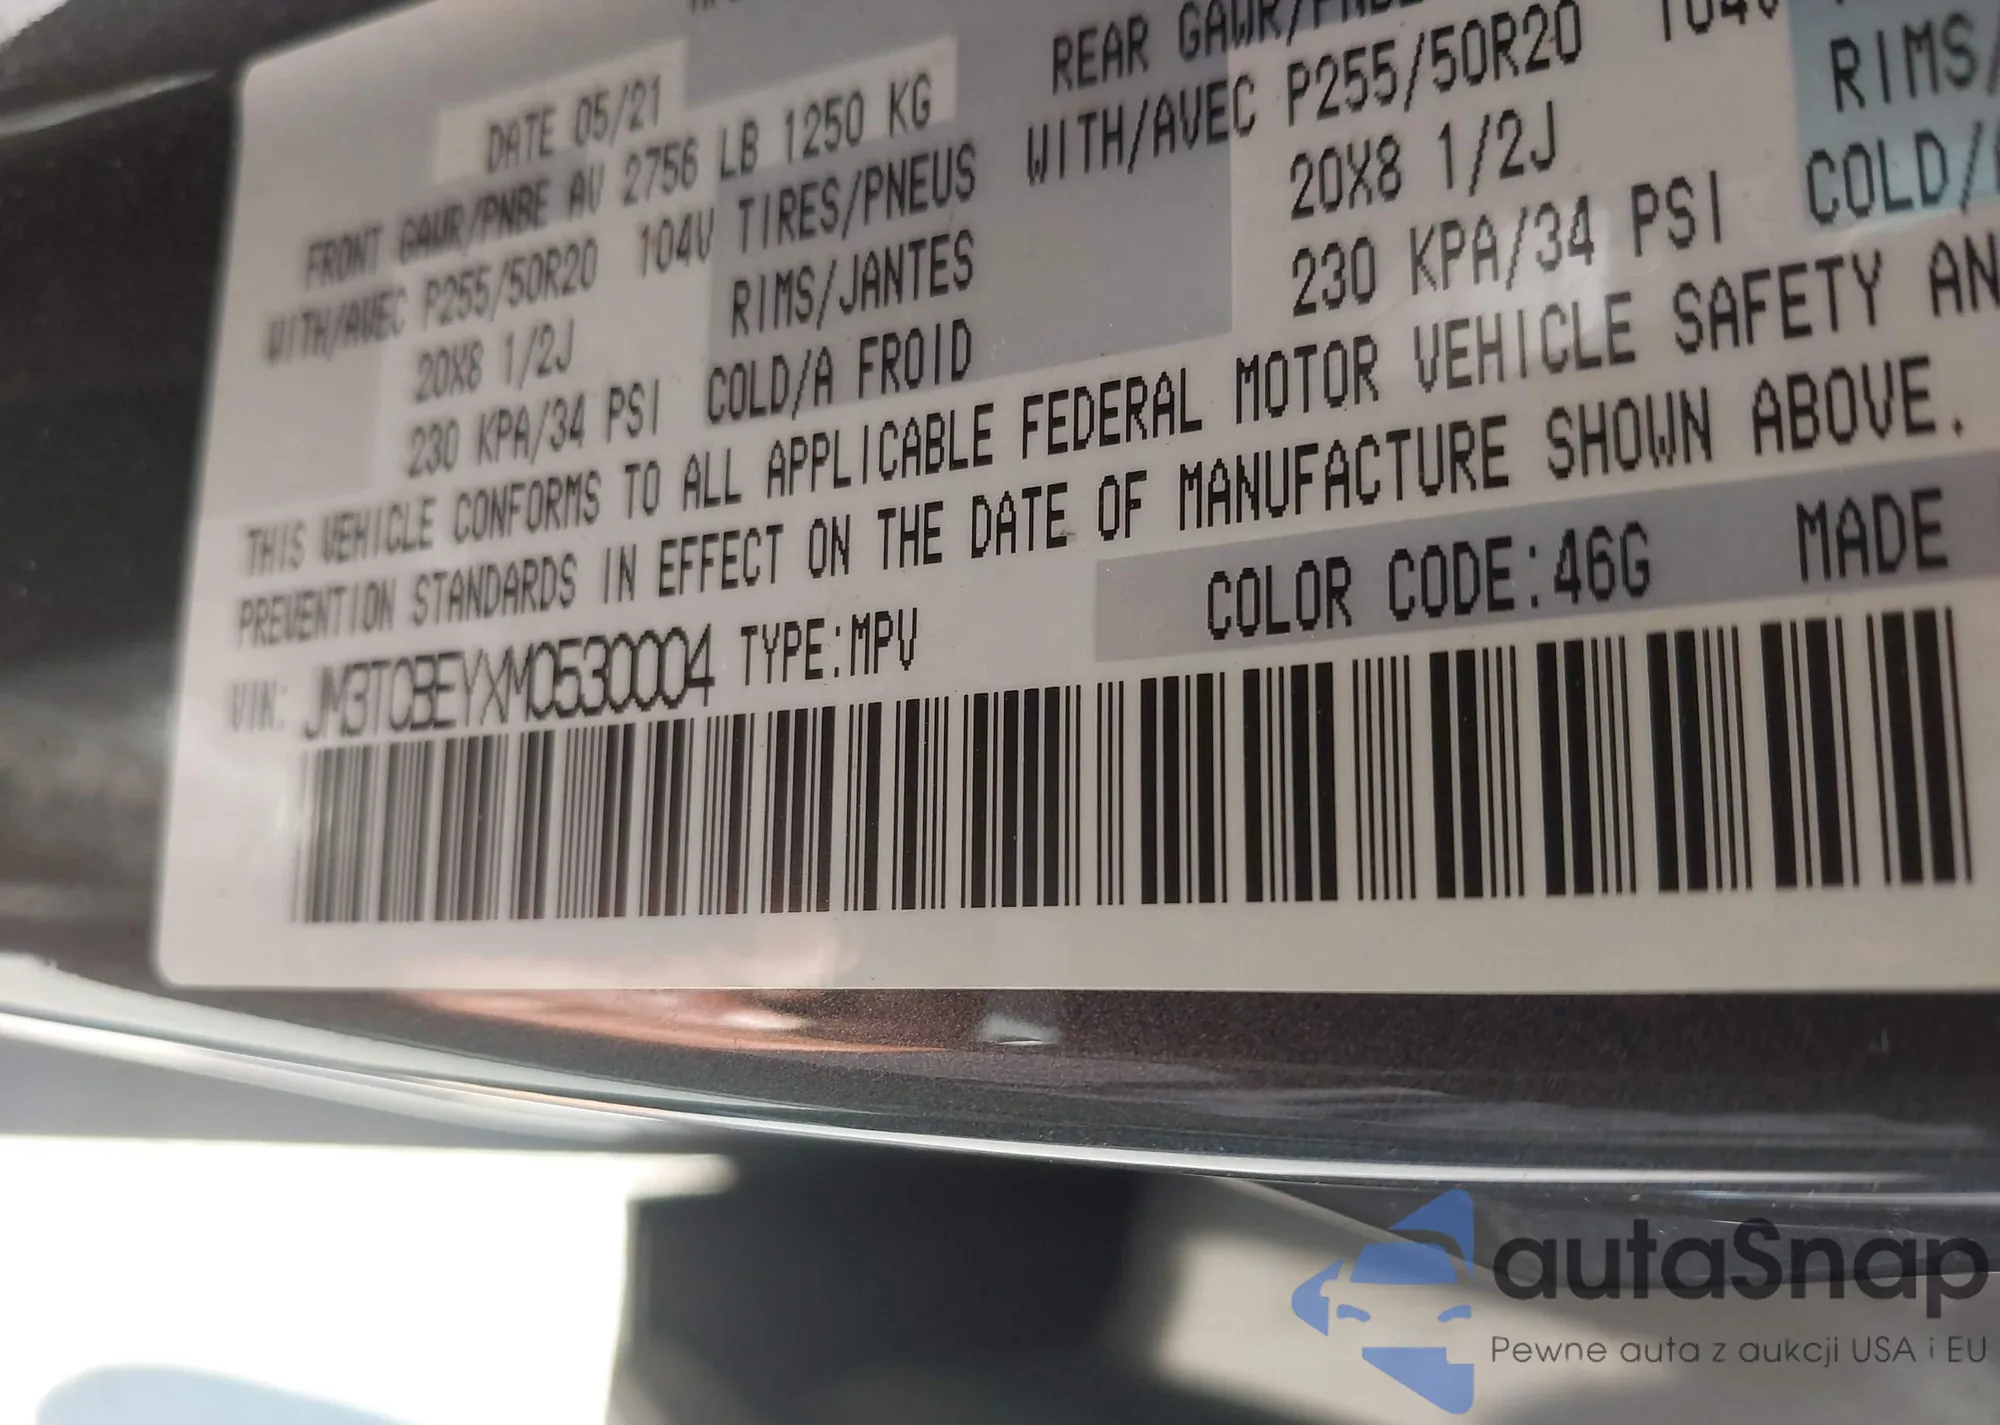 DATE 05/21
FRONT GAWR/PNBE AV 2756 LB 1250 KG
WITH/AVEC P255/50R20 104V TIRES/PNEUS
20X8 1/2J RIMS/JANTES
230 KPA/34 PSI COLD/A FROID
REAR GAWR/PNBE
WITH/AVEC P255/50R20 104V
20X8 1/2J RIMS/
230 KPA/34 PSI COLD/
THIS VEHICLE CONFORMS TO ALL APPLICABLE FEDERAL MOTOR VEHICLE SAFETY AN
PREVENTION STANDARDS IN EFFECT ON THE DATE OF MANUFACTURE SHOWN ABOVE.
VIN: JM3TCBEYXM0530004 TYPE:MPV COLOR CODE:46G MADE
autaSnap
Pewne auta z aukcji USA i EU